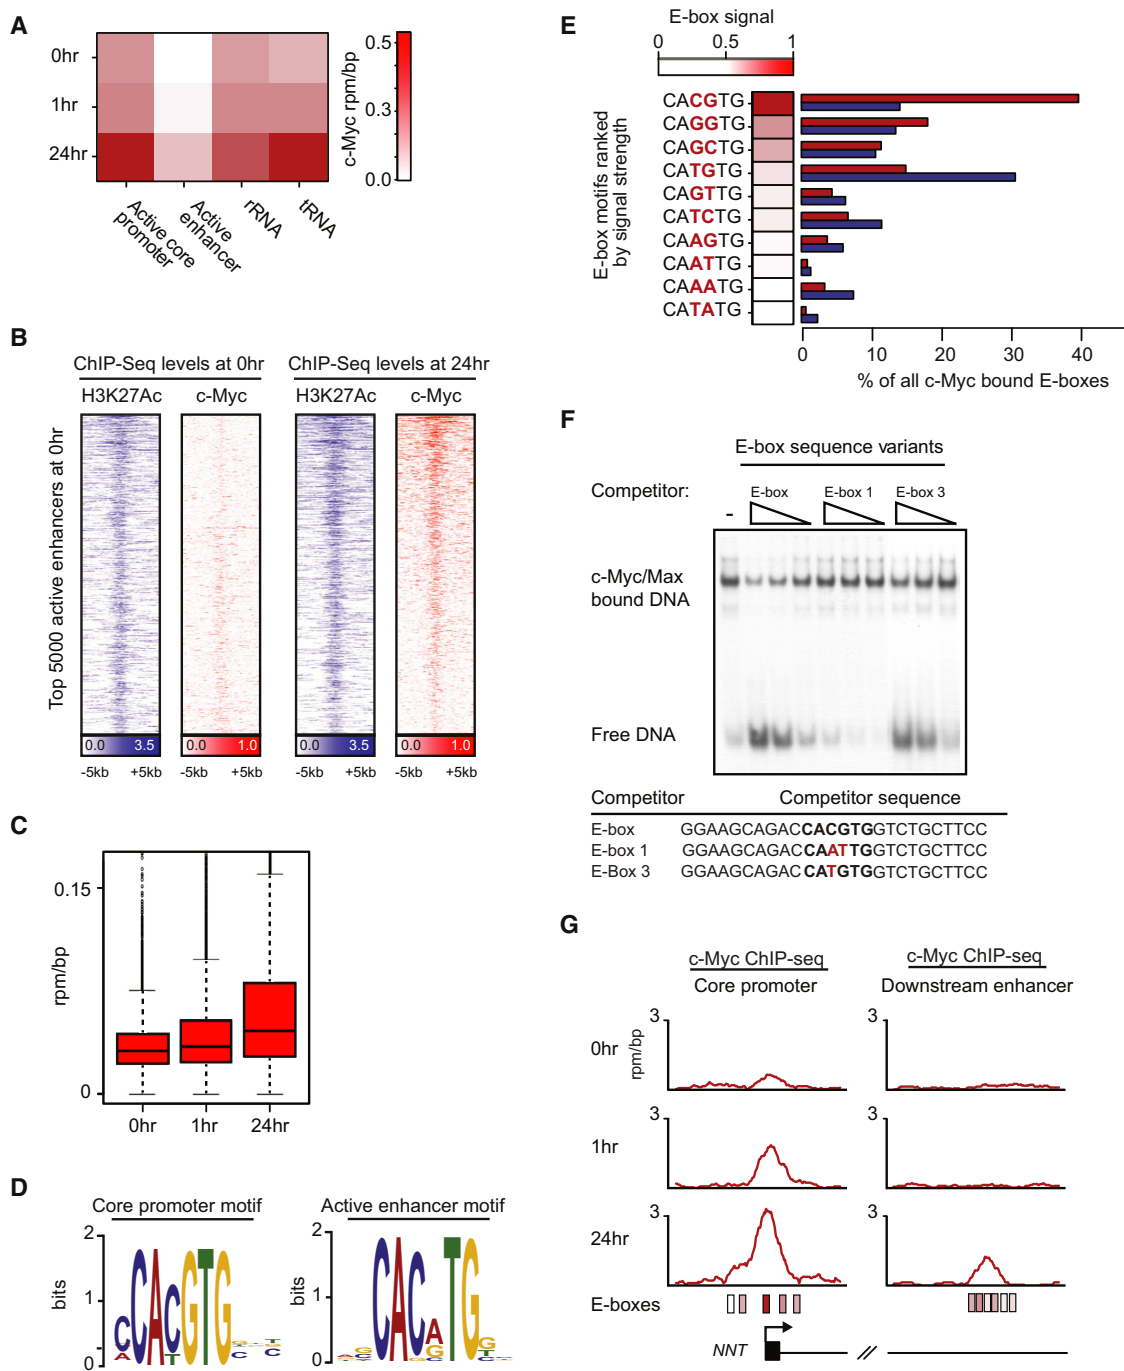 A
0hr
1hr
24hr
Active core promoter
Active enhancer
rRNA
tRNA
c-Myc rpm/bp
0.5
0.3
0.0
B
ChIP-Seq levels at 0hr
ChIP-Seq levels at 24hr
H3K27Ac
c-Myc
H3K27Ac
c-Myc
Top 5000 active enhancers at 0hr
0.0 3.5
0.0 1.0
0.0 3.5
0.0 1.0
-5kb +5kb
-5kb +5kb
-5kb +5kb
-5kb +5kb
C
rpm/bp
0.15
0
0hr
1hr
24hr
D
Core promoter motif
bits
2
1
0
Active enhancer motif
bits
2
1
0
E
E-box signal
0 0.5 1
E-box motifs ranked by signal strength
CACGTG
CAGGTG
CAGCTG
CATGTG
CAGTTG
CATCTG
CAAGTG
CAATTG
CAAATG
CATATG
0 10 20 30 40
% of all c-Myc bound E-boxes
F
E-box sequence variants
Competitor:
-
E-box
E-box 1
E-box 3
c-Myc/Max
bound DNA
Free DNA
Competitor Competitor sequence
E-box GGAAGCAGACCACGTGGTCTGCTTCC
E-box 1 GGAAGCAGACCAATTGGTCTGCTTCC
E-Box 3 GGAAGCAGACCATGTGGTCTGCTTCC
G
c-Myc ChIP-seq
Core promoter
c-Myc ChIP-seq
Downstream enhancer
rpm/bp
0hr
3
3
1hr
3
3
24hr
3
3
E-boxes
NNT